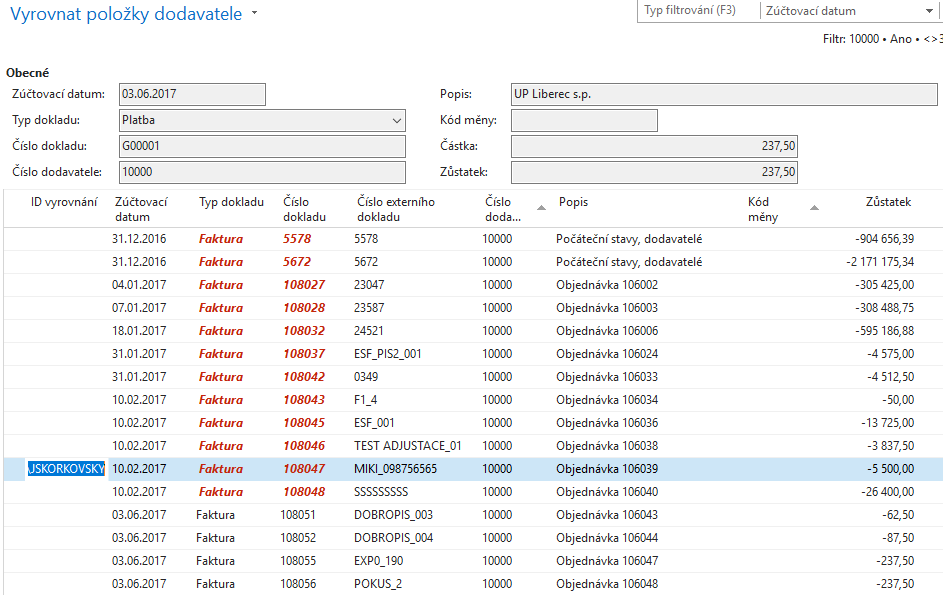 Vyrovnat položky dodavatele
Typ filtrování (F3) Zúčtovací datum
Filtr: 10000 • Ano • <>3
Obecné
Zúčtovací datum: 03.06.2017 Popis: UP Liberec s.p.
Typ dokladu: Platba Kód měny:
Číslo dokladu: G00001 Částka: 237,50
Číslo dodavatele: 10000 Zůstatek: 237,50
ID vyrovnání Zúčtovací datum Typ dokladu Číslo dokladu Číslo externího dokladu Číslo doda... Popis Kód měny Zůstatek
31.12.2016 Faktura 5578 5578 10000 Počáteční stavy, dodavatelé -904 656,39
31.12.2016 Faktura 5672 5672 10000 Počáteční stavy, dodavatelé -2 171 175,34
04.01.2017 Faktura 108027 23047 10000 Objednávka 106002 -305 425,00
07.01.2017 Faktura 108028 23587 10000 Objednávka 106003 -308 488,75
18.01.2017 Faktura 108032 24521 10000 Objednávka 106006 -595 186,88
31.01.2017 Faktura 108037 ESF_PIS2_001 10000 Objednávka 106024 -4 575,00
31.01.2017 Faktura 108042 0349 10000 Objednávka 106033 -4 512,50
10.02.2017 Faktura 108043 F1_4 10000 Objednávka 106034 -50,00
10.02.2017 Faktura 108045 ESF_001 10000 Objednávka 106036 -13 725,00
10.02.2017 Faktura 108046 TEST ADJUSTACE_01 10000 Objednávka 106038 -3 837,50
USKORKOVSKY 10.02.2017 Faktura 108047 MIKI_098756565 10000 Objednávka 106039 -5 500,00
10.02.2017 Faktura 108048 SSSSSSSSS 10000 Objednávka 106040 -26 400,00
03.06.2017 Faktura 108051 DOBROPIS_003 10000 Objednávka 106043 -62,50
03.06.2017 Faktura 108052 DOBROPIS_004 10000 Objednávka 106044 -87,50
03.06.2017 Faktura 108055 EXP0_190 10000 Objednávka 106047 -237,50
03.06.2017 Faktura 108056 POKUS_2 10000 Objednávka 106048 -237,50